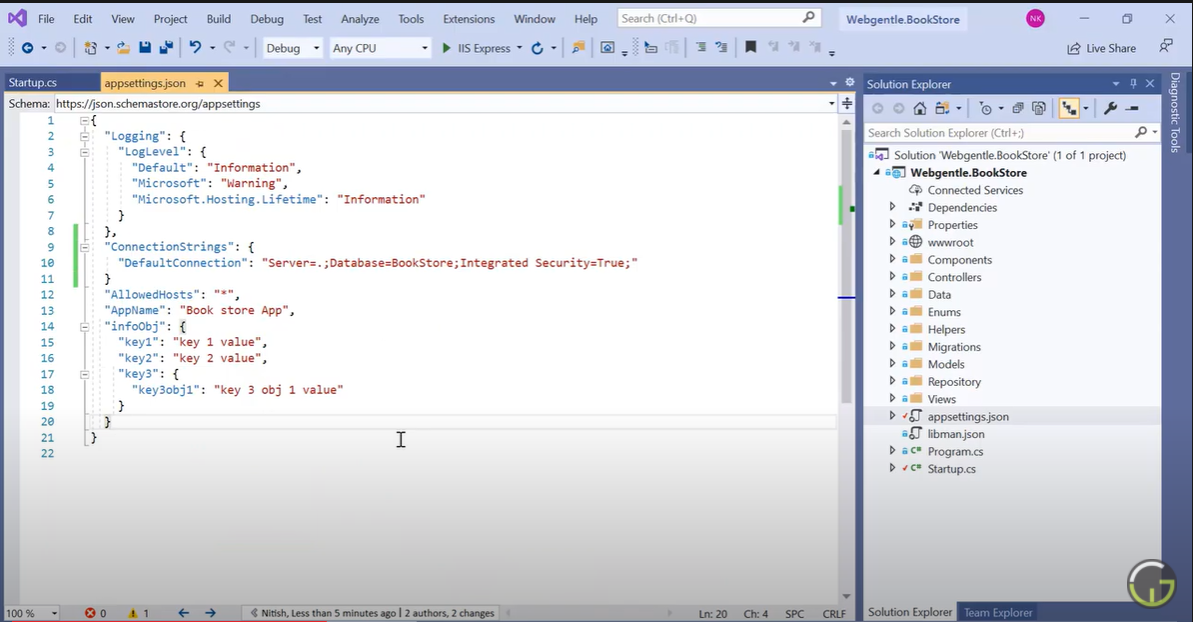 File Edit View Project Build Debug Test Analyze Tools Extensions Window Help Search (Ctrl+Q) Webgentle.BookStore NK
Debug Any CPU IIS Express Live Share
Startup.cs appsettings.json
Schema: https://json.schemastore.org/appsettings
1 {
2 "Logging": {
3 "LogLevel": {
4 "Default": "Information",
5 "Microsoft": "Warning",
6 "Microsoft.Hosting.Lifetime": "Information"
7 }
8 },
9 "ConnectionStrings": {
10 "DefaultConnection": "Server=.;Database=BookStore;Integrated Security=True;"
11 }
12 "AllowedHosts": "*",
13 "AppName": "Book store App",
14 "infoObj": {
15 "key1": "key 1 value",
16 "key2": "key 2 value",
17 "key3": {
18 "key3obj1": "key 3 obj 1 value"
19 }
20 }
21 }
22
100 % 0 1 Nitish, Less than 5 minutes ago | 2 authors, 2 changes Ln: 20 Ch: 4 SPC CRLF
Solution Explorer
Search Solution Explorer (Ctrl+;)
Solution 'Webgentle.BookStore' (1 of 1 project)
Webgentle.BookStore
Connected Services
Dependencies
Properties
wwwroot
Components
Controllers
Data
Enums
Helpers
Migrations
Models
Repository
Views
appsettings.json
libman.json
Program.cs
Startup.cs
Solution Explorer Team Explorer
Diagnostic Tools